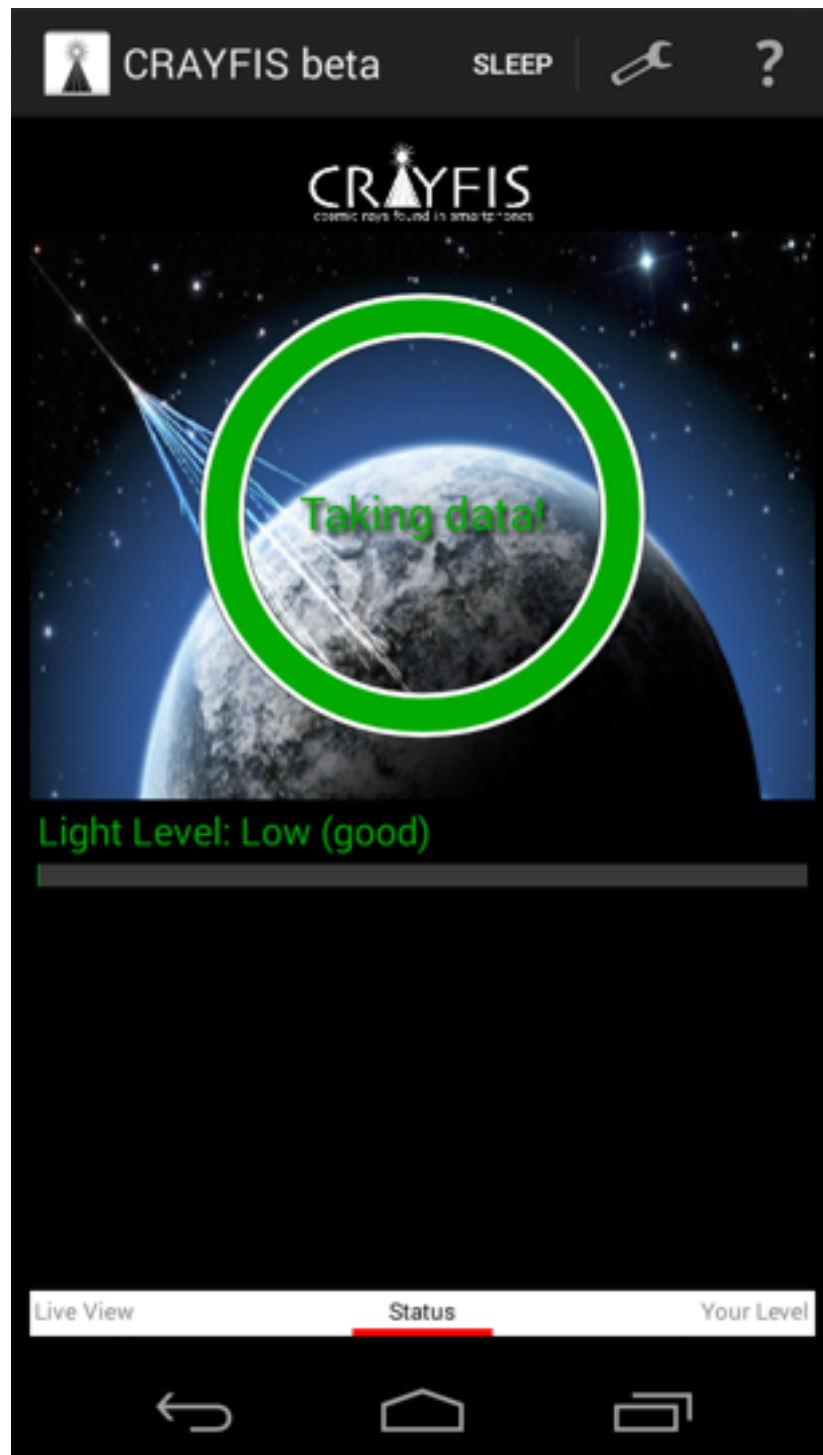 CRAYFIS beta SLEEP ?
CRAYFIS
cosmic rays found in smartphones
Taking data!
Light Level: Low (good)
Live View Status Your Level